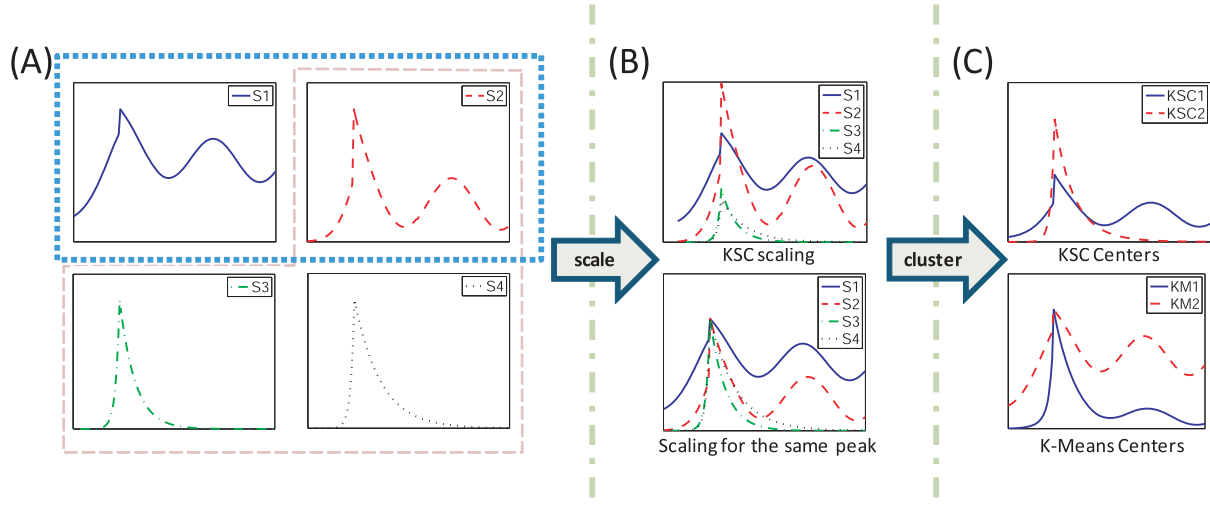 (A)
S1
S2
S3
S4
scale
(B)
S1
S2
S3
S4
KSC scaling
S1
S2
S3
S4
Scaling for the same peak
cluster
(C)
KSC1
KSC2
KSC Centers
KM1
KM2
K-Means Centers